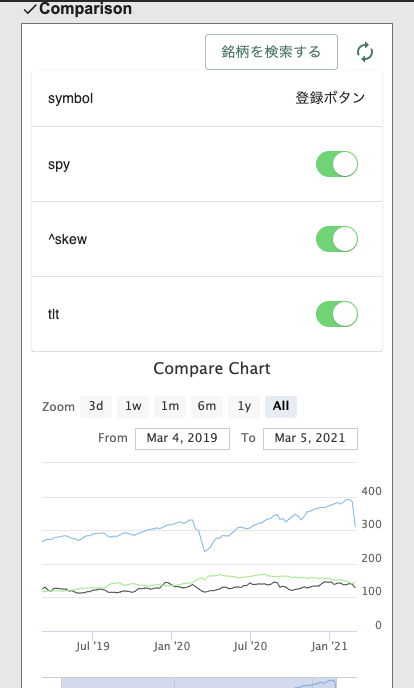 Comparison
銘柄を検索する
symbol 登録ボタン
spy
^skew
tlt
Compare Chart
Zoom 3d 1w 1m 6m 1y All
From Mar 4, 2019 To Mar 5, 2021
400
300
200
100
0
Jul '19 Jan '20 Jul '20 Jan '21